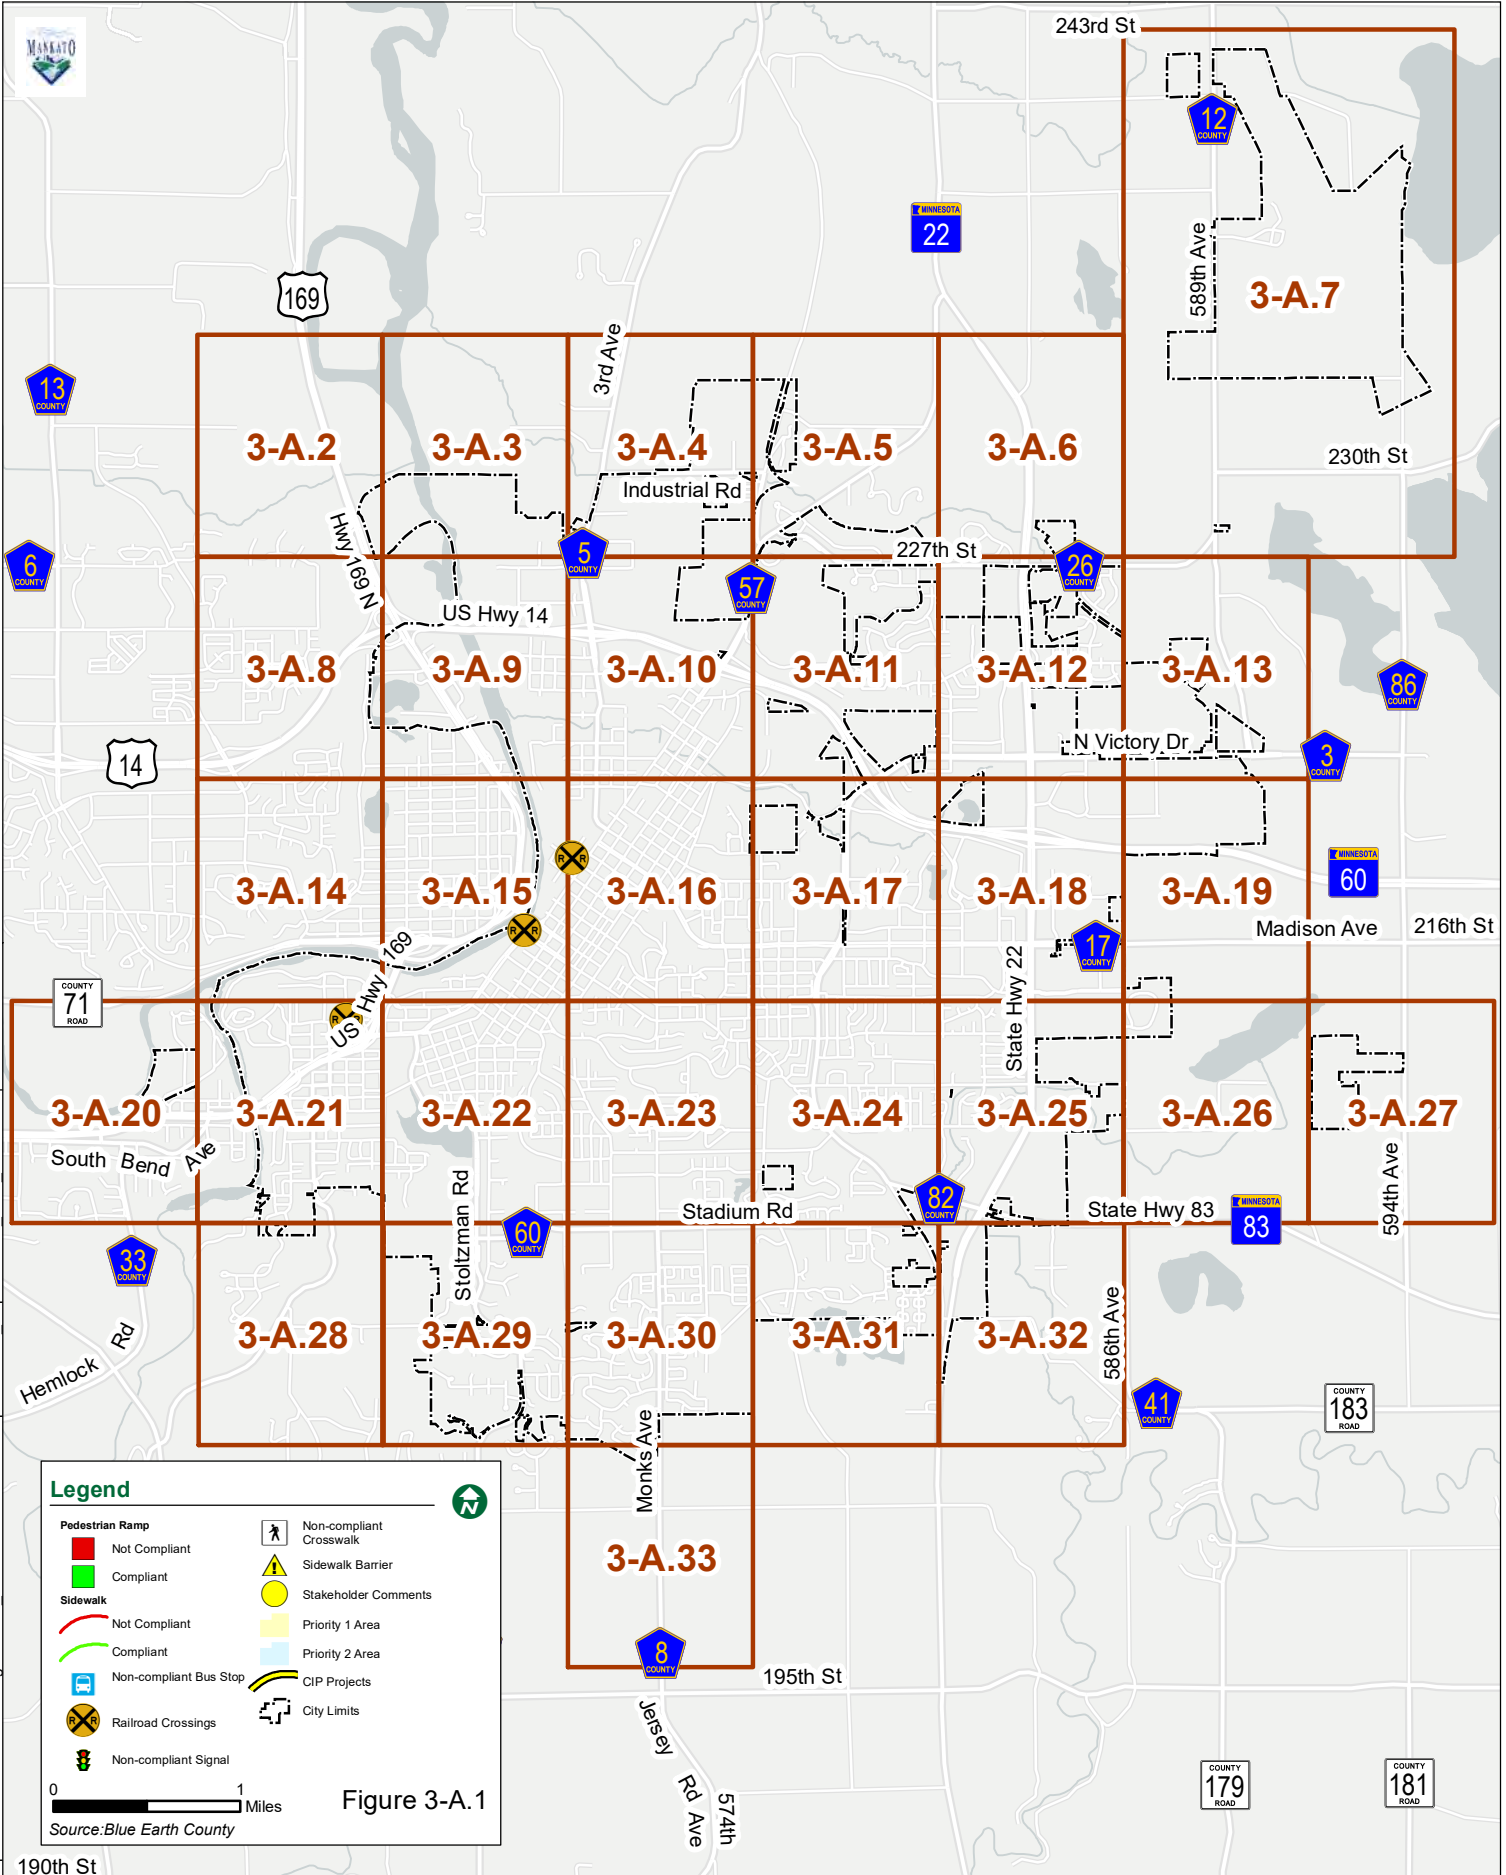 243rd St
MANKATO
12
COUNTY
MINNESOTA
22
589th Ave
169
3-A.7
3rd Ave
13
COUNTY
3-A.2
3-A.3
3-A.4
3-A.5
3-A.6
230th St
Industrial Rd
Hwy 169 N
5
COUNTY
227th St
6
COUNTY
26
COUNTY
57
COUNTY
US Hwy 14
3-A.8
3-A.9
3-A.10
3-A.11
3-A.12
3-A.13
86
COUNTY
N Victory Dr
14
3
COUNTY
R R
MINNESOTA
60
3-A.14
3-A.15
3-A.16
3-A.17
3-A.18
3-A.19
R R
Madison Ave
216th St
17
COUNTY
US Hwy 169
State Hwy 22
COUNTY
71
ROAD
R
3-A.20
3-A.21
3-A.22
3-A.23
3-A.24
3-A.25
3-A.26
3-A.27
South Bend Ave
594th Ave
Stoltzman Rd
82
COUNTY
Stadium Rd
State Hwy 83
MINNESOTA
83
60
COUNTY
33
COUNTY
586th Ave
3-A.28
3-A.29
3-A.30
3-A.31
3-A.32
Hemlock Rd
41
COUNTY
COUNTY
183
ROAD
Monks Ave
3-A.33
8
COUNTY
195th St
Jersey Rd Ave
574th
COUNTY
179
ROAD
COUNTY
181
ROAD
Legend
N
Pedestrian Ramp
Not Compliant
Compliant
Sidewalk
Not Compliant
Compliant
Non-compliant Bus Stop
R R
Railroad Crossings
Non-compliant Signal
Non-compliant
Crosswalk
Sidewalk Barrier
Stakeholder Comments
Priority 1 Area
Priority 2 Area
CIP Projects
City Limits
0 1
Miles
Figure 3-A.1
Source:Blue Earth County
190th St